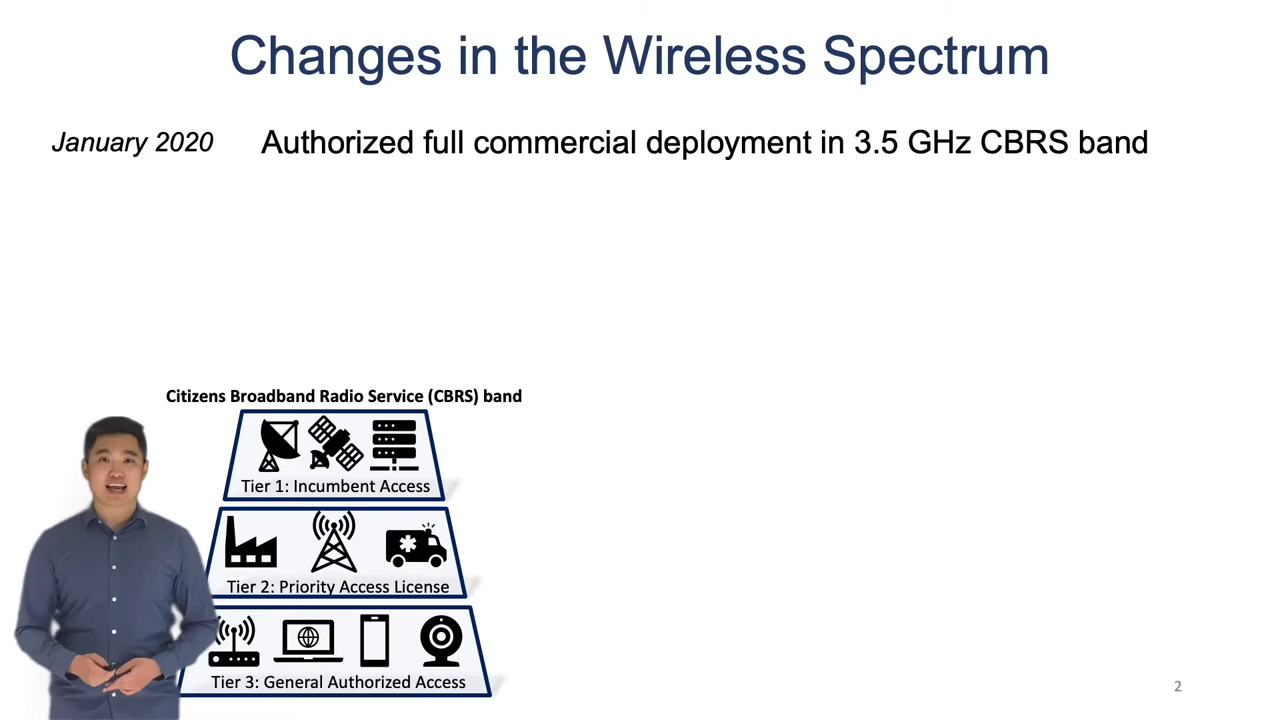 Changes in the Wireless Spectrum
January 2020 Authorized full commercial deployment in 3.5 GHz CBRS band
Citizens Broadband Radio Service (CBRS) band
Tier 1: Incumbent Access
Tier 2: Priority Access License
Tier 3: General Authorized Access
2